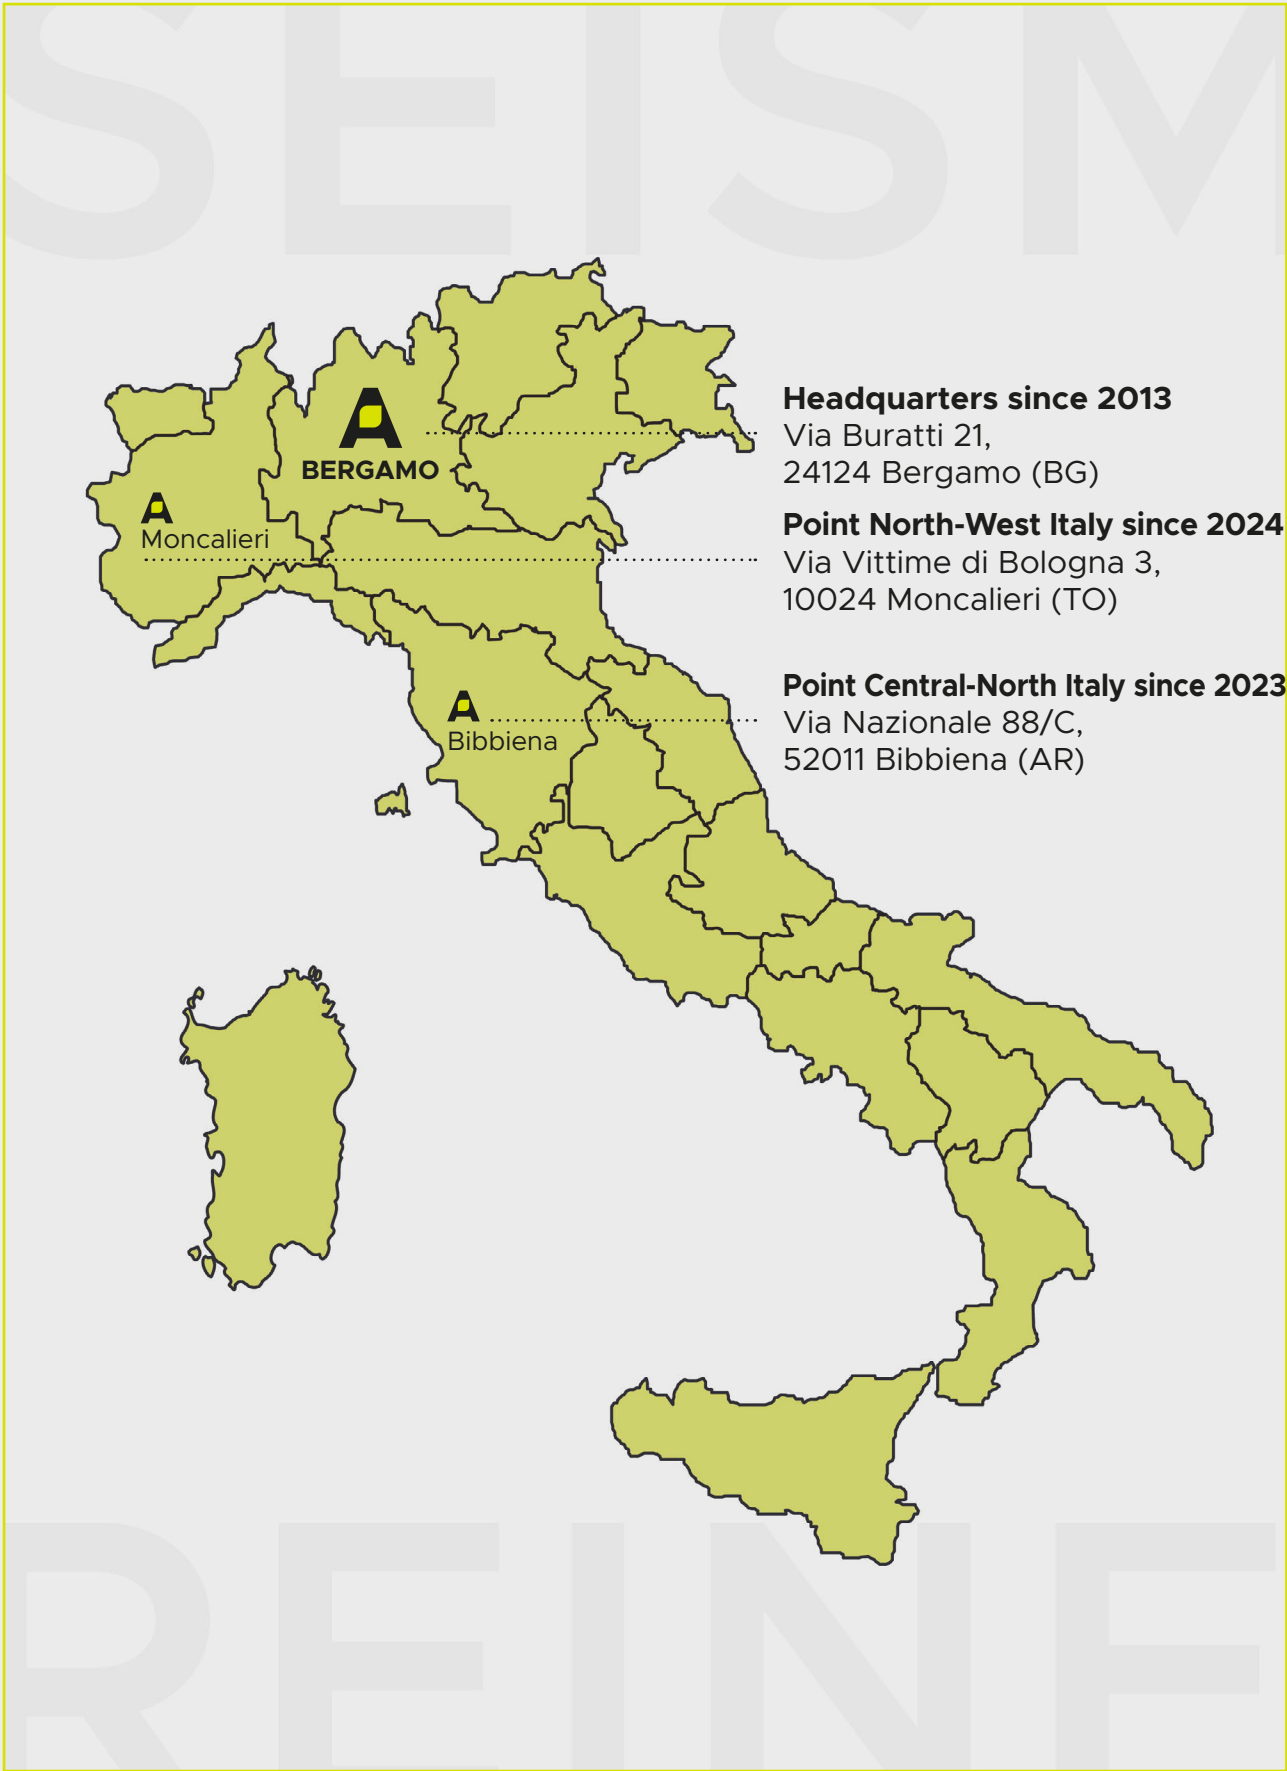 SEISM
Headquarters since 2013
Via Buratti 21,
24124 Bergamo (BG)
BERGAMO
Point North-West Italy since 2024
Via Vittime di Bologna 3,
10024 Moncalieri (TO)
Moncalieri
Point Central-North Italy since 2023
Via Nazionale 88/C,
52011 Bibbiena (AR)
Bibbiena
REINF